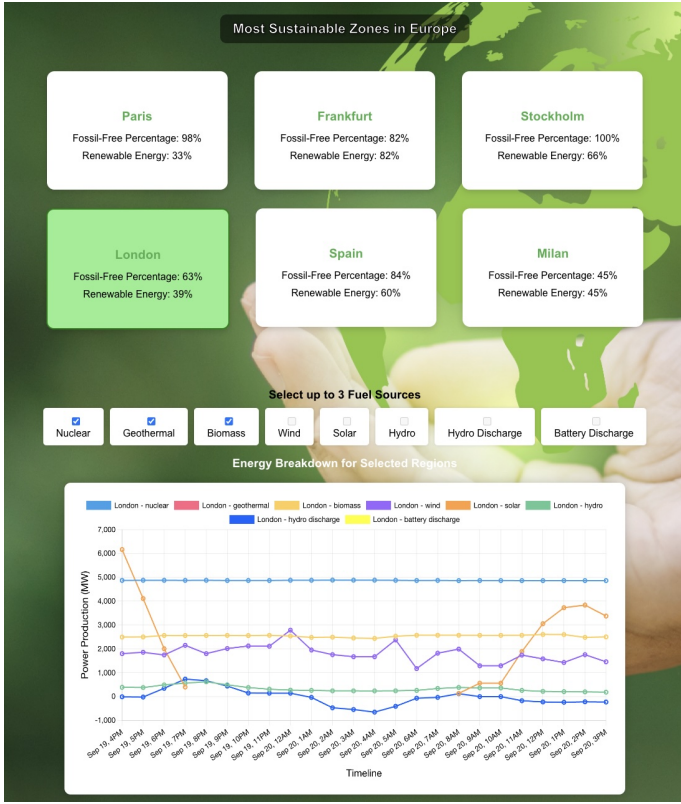 Most Sustainable Zones in Europe
Paris
Fossil-Free Percentage: 98%
Renewable Energy: 33%
Frankfurt
Fossil-Free Percentage: 82%
Renewable Energy: 82%
Stockholm
Fossil-Free Percentage: 100%
Renewable Energy: 66%
London
Fossil-Free Percentage: 63%
Renewable Energy: 39%
Spain
Fossil-Free Percentage: 84%
Renewable Energy: 60%
Milan
Fossil-Free Percentage: 45%
Renewable Energy: 45%
Select up to 3 Fuel Sources
Nuclear
Geothermal
Biomass
Wind
Solar
Hydro
Hydro Discharge
Battery Discharge
Energy Breakdown for Selected Regions
London - nuclear London - geothermal London - biomass London - wind London - solar London - hydro
London - hydro discharge London - battery discharge
Power Production (MW)
7,000
6,000
5,000
4,000
3,000
2,000
1,000
0
-1,000
Sep 19, 4PM
Sep 19, 5PM
Sep 19, 6PM
Sep 19, 7PM
Sep 19, 8PM
Sep 19, 9PM
Sep 19, 10PM
Sep 19, 11PM
Sep 20, 12AM
Sep 20, 1AM
Sep 20, 2AM
Sep 20, 3AM
Sep 20, 4AM
Sep 20, 5AM
Sep 20, 6AM
Sep 20, 7AM
Sep 20, 8AM
Sep 20, 9AM
Sep 20, 10AM
Sep 20, 11AM
Sep 20, 12PM
Sep 20, 1PM
Sep 20, 2PM
Sep 20, 3PM
Timeline